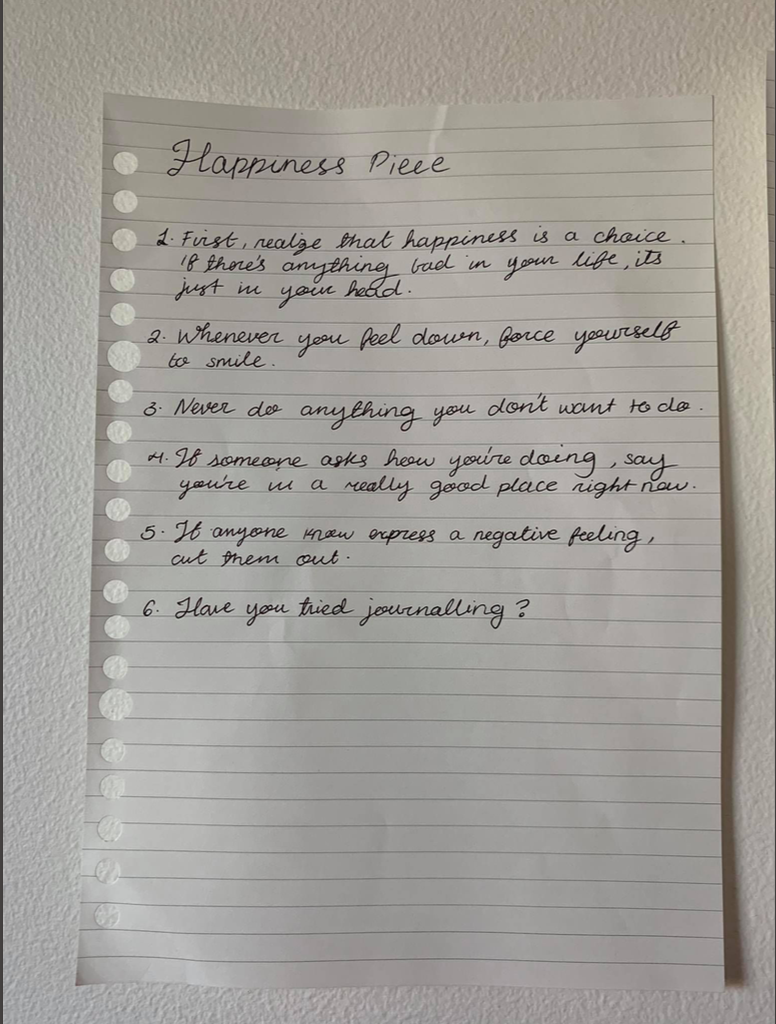 Happiness Piece
1. First, realize that happiness is a choice.
If there's anything bad in your life, its
just in your head.
2. Whenever you feel down, force yourself
to smile.
3. Never do anything you don't want to do.
4. If someone asks how you're doing, say
you're in a really good place right now.
5. If anyone knew express a negative feeling,
cut them out.
6. Have you tried journalling?